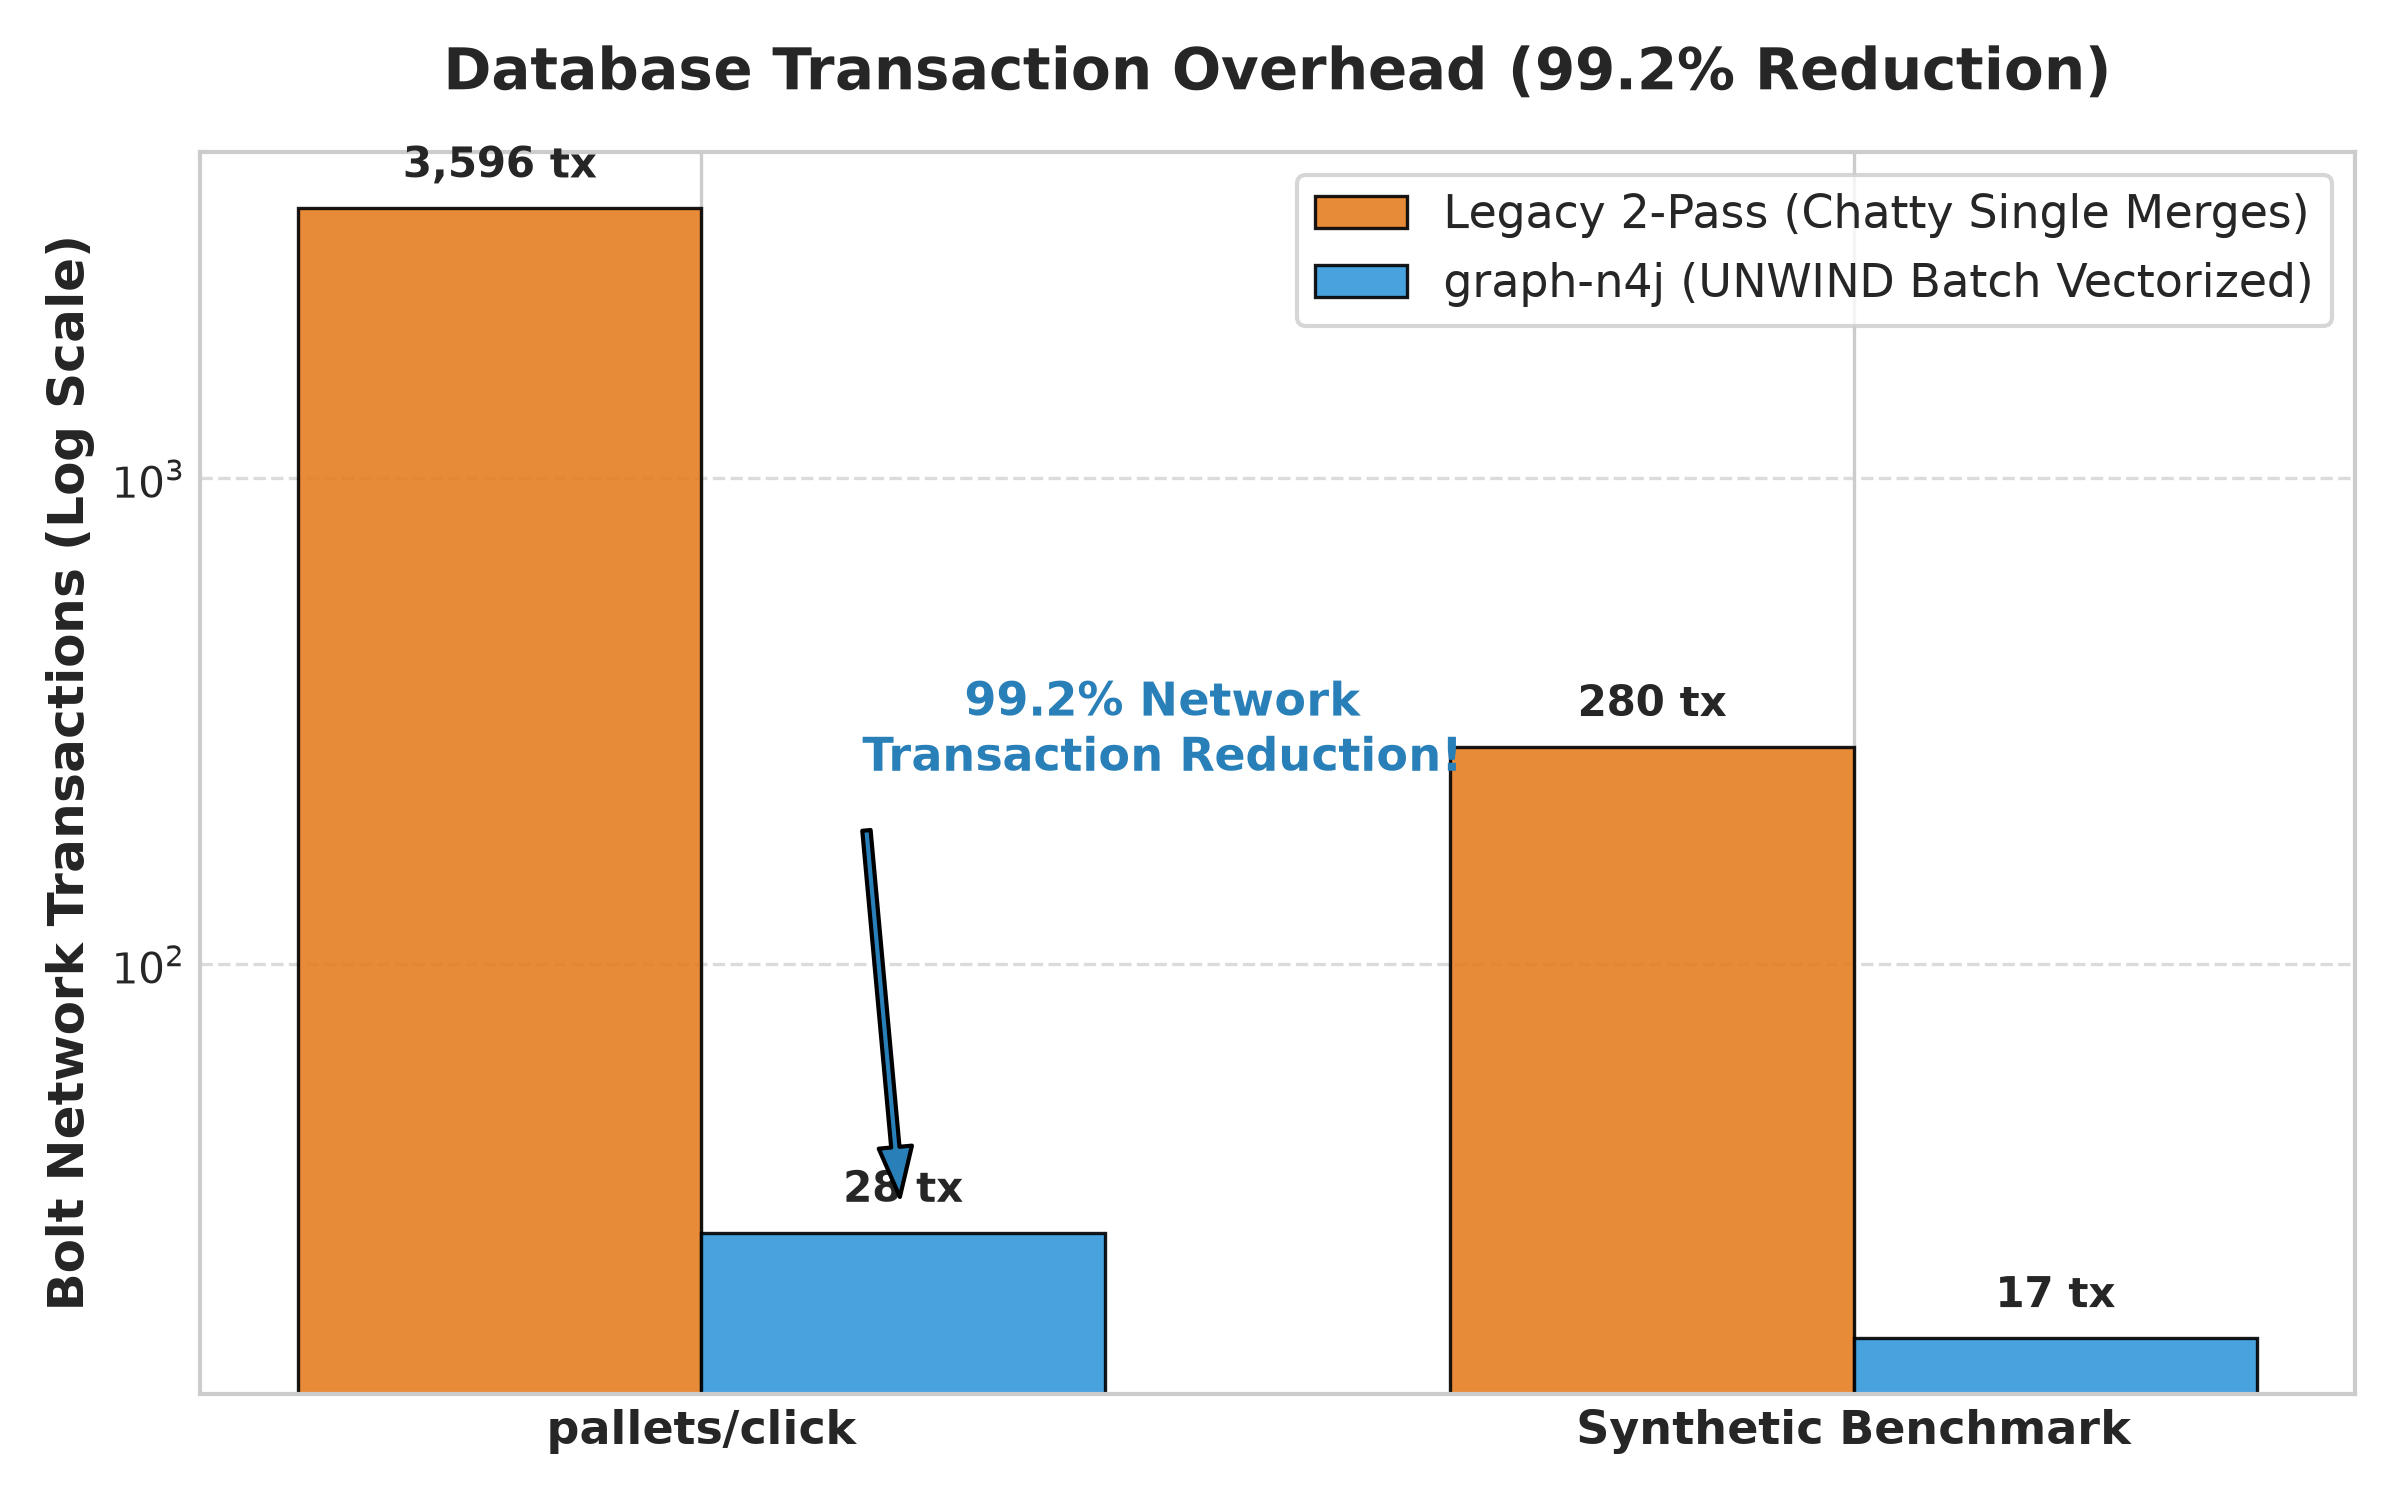 Database Transaction Overhead (99.2% Reduction)
3,596 tx
Legacy 2-Pass (Chatty Single Merges)
graph-n4j (UNWIND Batch Vectorized)
Bolt Network Transactions (Log Scale)
10³
10²
99.2% Network
Transaction Reduction!
280 tx
28 tx
17 tx
pallets/click
Synthetic Benchmark